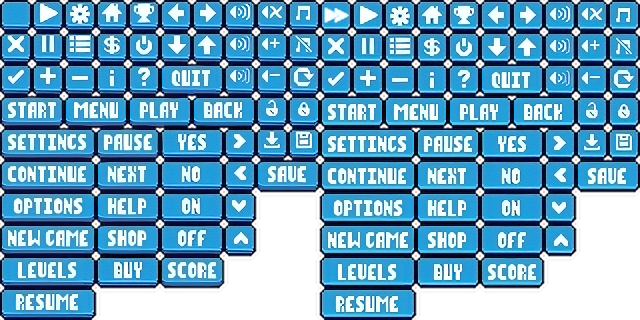 $
i ? QUIT i ? QUIT
START MENU PLAY BACK START MENU PLAY BACK
SETTINGS PAUSE YES SETTINGS PAUSE YES
CONTINUE NEXT NO SAVE CONTINUE NEXT NO SAVE
OPTIONS HELP ON OPTIONS HELP ON
NEW GAME SHOP OFF NEW GAME SHOP OFF
LEVELS BUY SCORE LEVELS BUY SCORE
RESUME RESUME